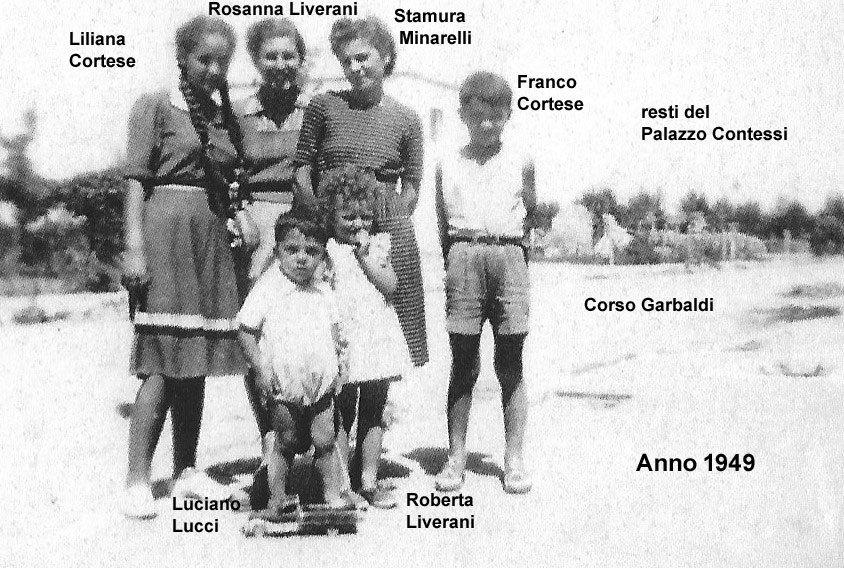 Rosanna Liverani
Stamura
Minarelli
Liliana
Cortese
Franco
Cortese
resti del
Palazzo Contessi
Corso Garbaldi
Anno 1949
Luciano
Lucci
Roberta
Liverani